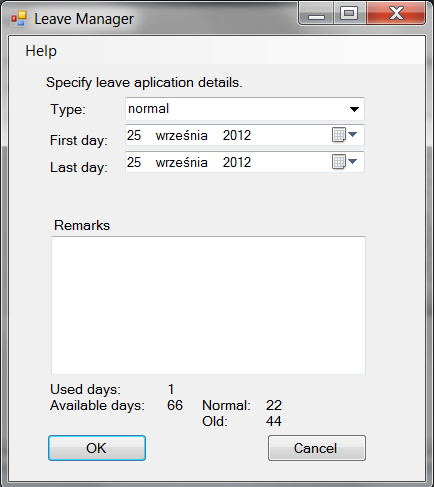 Leave Manager
Help
Specify leave aplication details.
Type: normal
First day: 25 września 2012
Last day: 25 września 2012
Remarks
Used days: 1
Available days: 66 Normal: 22
Old: 44
OK Cancel